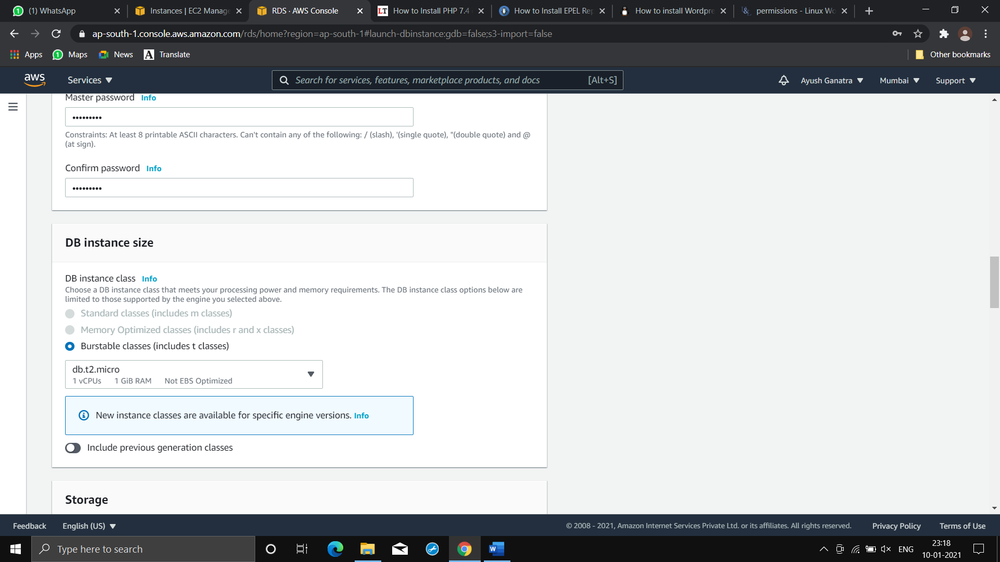 (1) WhatsApp
Instances | EC2 Manage
RDS · AWS Console
How to Install PHP 7.4
How to Install EPEL Rep
How to install Wordpre
permissions - Linux Wo
ap-south-1.console.aws.amazon.com/rds/home?region=ap-south-1#launch-dbinstance:gdb=false;s3-import=false
Apps
Maps
News
Translate
Other bookmarks
aws
Services
Search for services, features, marketplace products, and docs [Alt+S]
Ayush Ganatra
Mumbai
Support
Master password Info
•••••••••
Constraints: At least 8 printable ASCII characters. Can't contain any of the following: / (slash), '(single quote), "(double quote) and @
(at sign).
Confirm password Info
•••••••••
DB instance size
DB instance class Info
Choose a DB instance class that meets your processing power and memory requirements. The DB instance class options below are
limited to those supported by the engine you selected above.
Standard classes (includes m classes)
Memory Optimized classes (includes r and x classes)
Burstable classes (includes t classes)
db.t2.micro
1 vCPUs 1 GiB RAM Not EBS Optimized
New instance classes are available for specific engine versions. Info
Include previous generation classes
Storage
Feedback
English (US)
© 2008 - 2021, Amazon Internet Services Private Ltd. or its affiliates. All rights reserved.
Privacy Policy
Terms of Use
Type here to search
ENG
23:18
10-01-2021